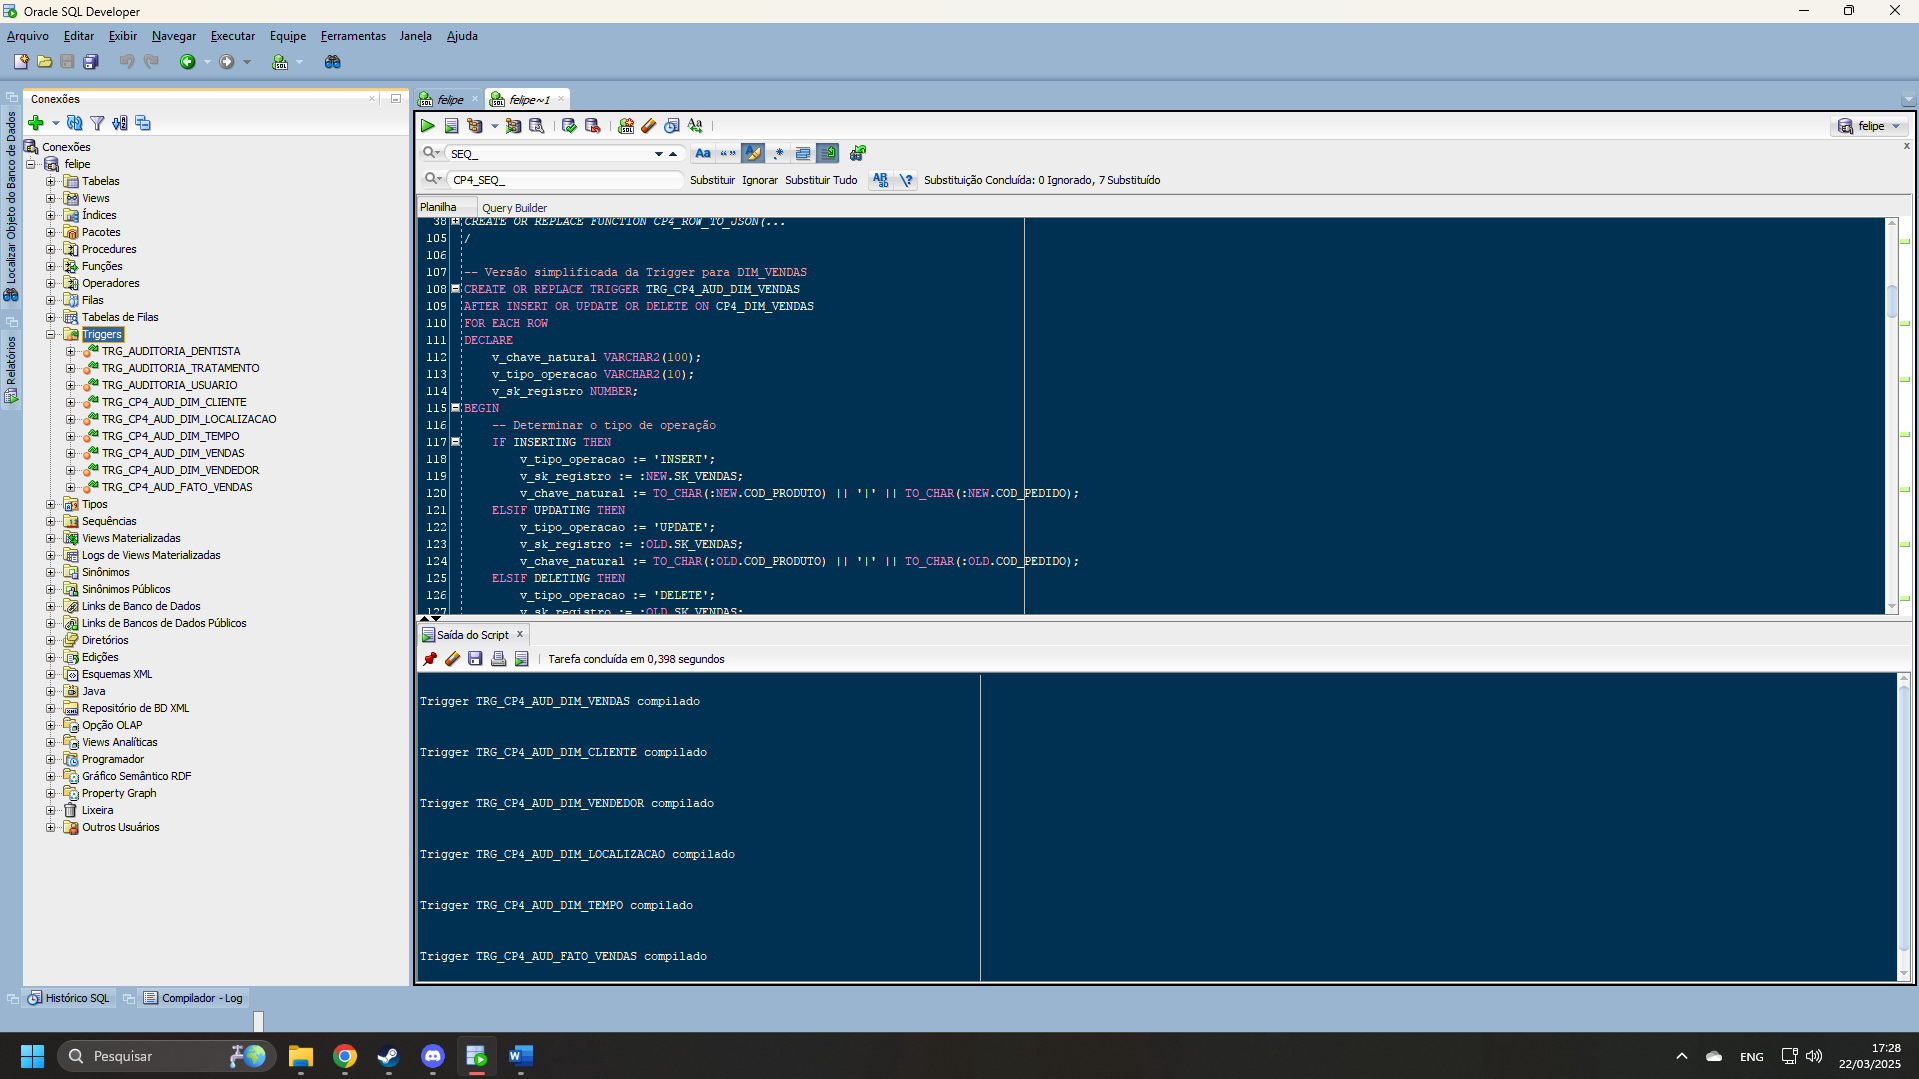 Oracle SQL Developer
Arquivo Editar Exibir Navegar Executar Equipe Ferramentas Janela Ajuda
Localizar Objeto do Banco de Dados
Relatórios
Conexões
Conexões
felipe
Tabelas
Views
Índices
Pacotes
Procedures
Funções
Operadores
Filas
Tabelas de Filas
Triggers
TRG_AUDITORIA_DENTISTA
TRG_AUDITORIA_TRATAMENTO
TRG_AUDITORIA_USUARIO
TRG_CP4_AUD_DIM_CLIENTE
TRG_CP4_AUD_DIM_LOCALIZACAO
TRG_CP4_AUD_DIM_TEMPO
TRG_CP4_AUD_DIM_VENDAS
TRG_CP4_AUD_DIM_VENDEDOR
TRG_CP4_AUD_FATO_VENDAS
Tipos
Sequências
Views Materializadas
Logs de Views Materializadas
Sinônimos
Sinônimos Públicos
Links de Banco de Dados
Links de Bancos de Dados Públicos
Diretórios
Edições
Esquemas XML
Java
Repositório de BD XML
Opção OLAP
Views Analíticas
Programador
Gráfico Semântico RDF
Property Graph
Lixeira
Outros Usuários
felipe felipe~1
felipe
SEQ_
CP4_SEQ_ Substituir Ignorar Substituir Tudo Substituição Concluída: 0 Ignorado, 7 Substituído
Planilha Query Builder
38 CREATE OR REPLACE FUNCTION CP4_ROW_TO_JSON(...
105 /
106
107 -- Versão simplificada da Trigger para DIM_VENDAS
108 CREATE OR REPLACE TRIGGER TRG_CP4_AUD_DIM_VENDAS
109 AFTER INSERT OR UPDATE OR DELETE ON CP4_DIM_VENDAS
110 FOR EACH ROW
111 DECLARE
112 v_chave_natural VARCHAR2(100);
113 v_tipo_operacao VARCHAR2(10);
114 v_sk_registro NUMBER;
115 BEGIN
116 -- Determinar o tipo de operação
117 IF INSERTING THEN
118 v_tipo_operacao := 'INSERT';
119 v_sk_registro := :NEW.SK_VENDAS;
120 v_chave_natural := TO_CHAR(:NEW.COD_PRODUTO) || '|' || TO_CHAR(:NEW.COD_PEDIDO);
121 ELSIF UPDATING THEN
122 v_tipo_operacao := 'UPDATE';
123 v_sk_registro := :OLD.SK_VENDAS;
124 v_chave_natural := TO_CHAR(:OLD.COD_PRODUTO) || '|' || TO_CHAR(:OLD.COD_PEDIDO);
125 ELSIF DELETING THEN
126 v_tipo_operacao := 'DELETE';
127 v_sk_registro := :OLD.SK_VENDAS;
Saída do Script
Tarefa concluída em 0,398 segundos
Trigger TRG_CP4_AUD_DIM_VENDAS compilado
Trigger TRG_CP4_AUD_DIM_CLIENTE compilado
Trigger TRG_CP4_AUD_DIM_VENDEDOR compilado
Trigger TRG_CP4_AUD_DIM_LOCALIZACAO compilado
Trigger TRG_CP4_AUD_DIM_TEMPO compilado
Trigger TRG_CP4_AUD_FATO_VENDAS compilado
Histórico SQL Compilador - Log
Pesquisar
ENG
17:28
22/03/2025